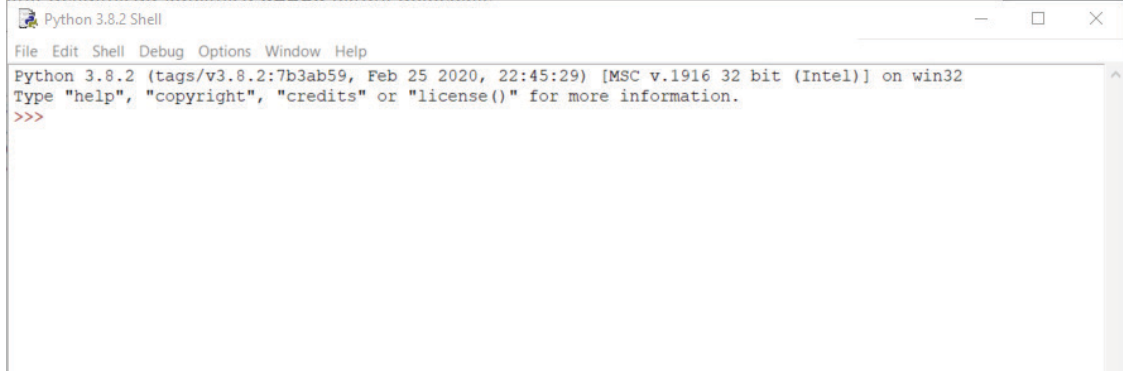 Python 3.8.2 Shell
File Edit Shell Debug Options Window Help
Python 3.8.2 (tags/v3.8.2:7b3ab59, Feb 25 2020, 22:45:29) [MSC v.1916 32 bit (Intel)] on win32
Type "help", "copyright", "credits" or "license()" for more information.
>>>